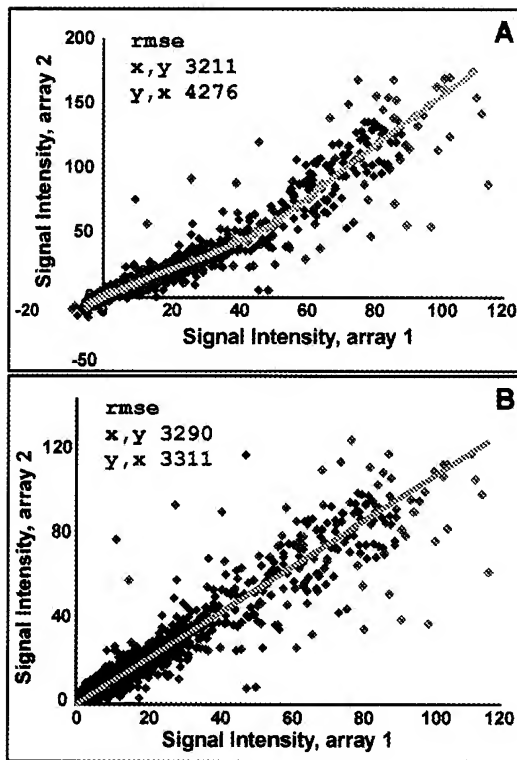 A
rmse
x,y 3211
y,x 4276
Signal Intensity, array 2
200
150
100
50
-50
-20
0
20
40
60
80
100
120
Signal Intensity, array 1
B
rmse
x,y 3290
y,x 3311
Signal Intensity, array 2
120
80
40
0
0
20
40
60
80
100
120
Signal Intensity, array 1